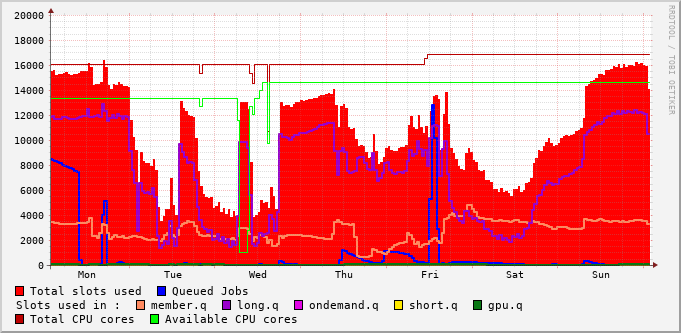 20000
18000
16000
14000
12000
10000
8000
6000
4000
2000
0
Mon Tue Wed Thu Fri Sat Sun
RRDTOOL / TOBI OETIKER
Total slots used Queued Jobs
Slots used in : member.q long.q ondemand.q short.q gpu.q
Total CPU cores Available CPU cores